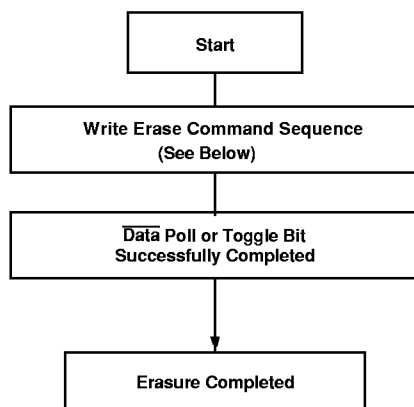 Start
Write Erase Command Sequence
(See Below)
Data Poll or Toggle Bit
Successfully Completed
Erasure Completed